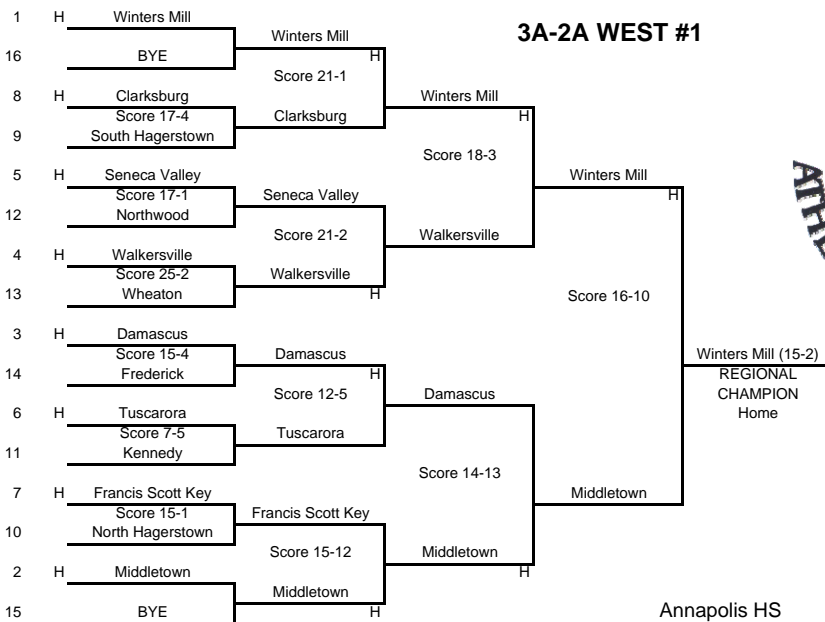 3A-2A WEST #1
1 H Winters Mill
16 BYE
8 H Clarksburg
Score 17-4
9 South Hagerstown
5 H Seneca Valley
Score 17-1
12 Northwood
4 H Walkersville
Score 25-2
13 Wheaton
3 H Damascus
Score 15-4
14 Frederick
6 H Tuscarora
Score 7-5
11 Kennedy
7 H Francis Scott Key
Score 15-1
10 North Hagerstown
2 H Middletown
15 BYE
Winters Mill
H
Score 21-1
Clarksburg
Seneca Valley
Score 21-2
Walkersville
H
Damascus
H
Score 12-5
Tuscarora
Francis Scott Key
Score 15-12
Middletown
H
Winters Mill
H
Score 18-3
Walkersville
Damascus
Score 14-13
Middletown
H
Winters Mill
H
Score 16-10
Middletown
Winters Mill (15-2)
REGIONAL
CHAMPION
Home
Annapolis HS